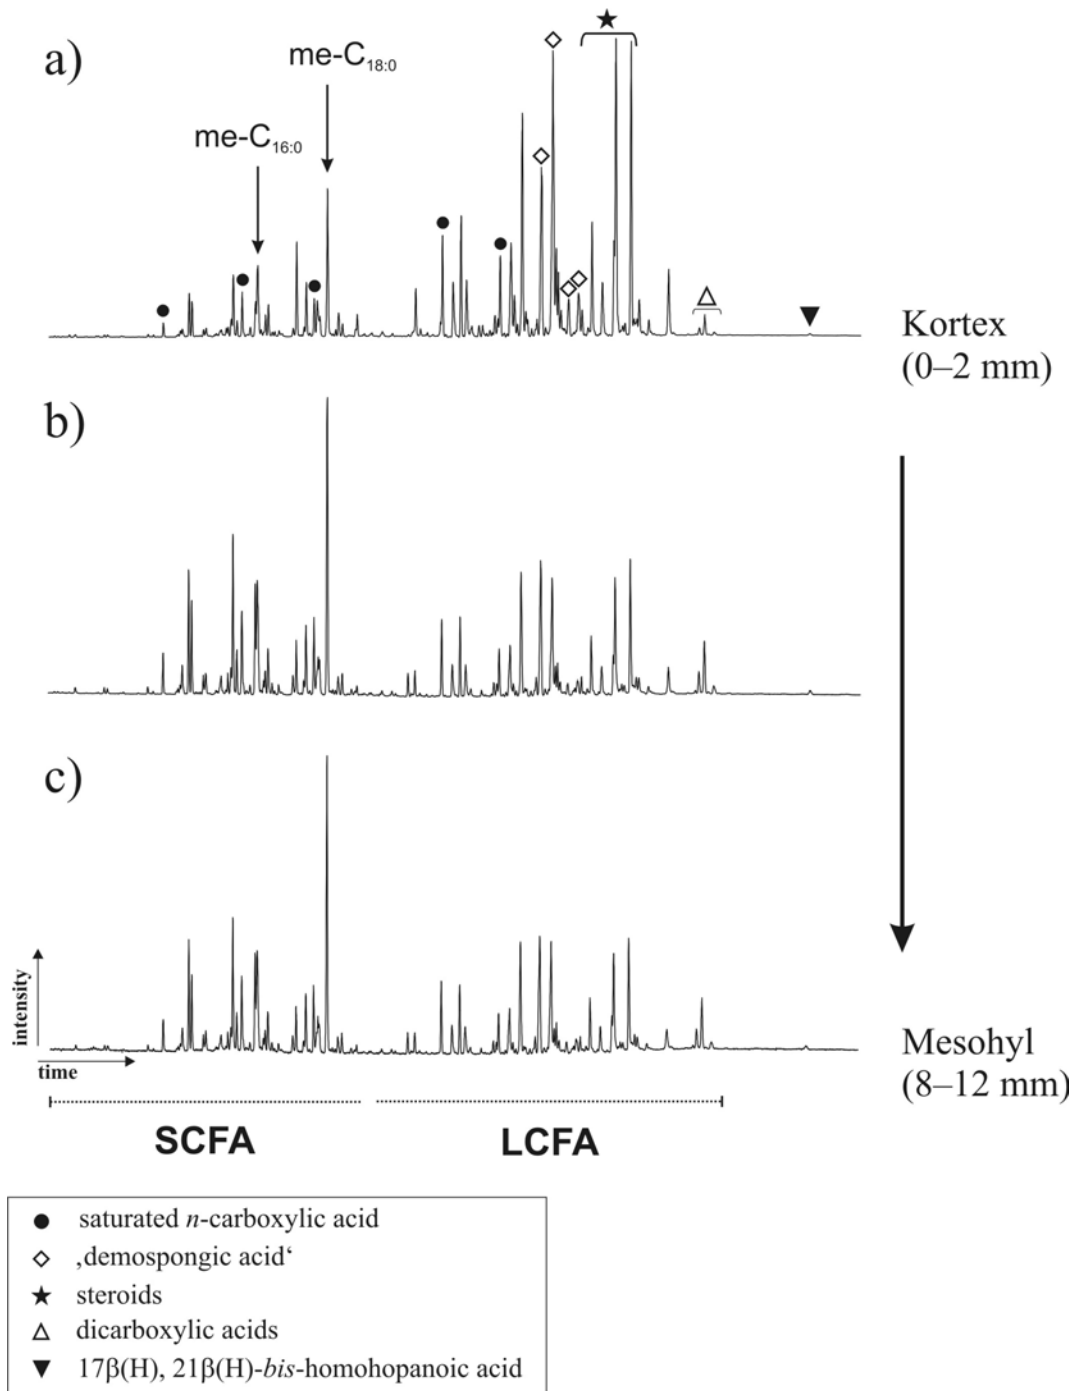 a)
me-C16:0
me-C18:0
Kortex
(0–2 mm)
b)
c)
intensity
time
Mesohyl
(8–12 mm)
SCFA
LCFA
saturated n-carboxylic acid
‚demospongic acid‘
steroids
dicarboxylic acids
17β(H), 21β(H)-bis-homohopanoic acid